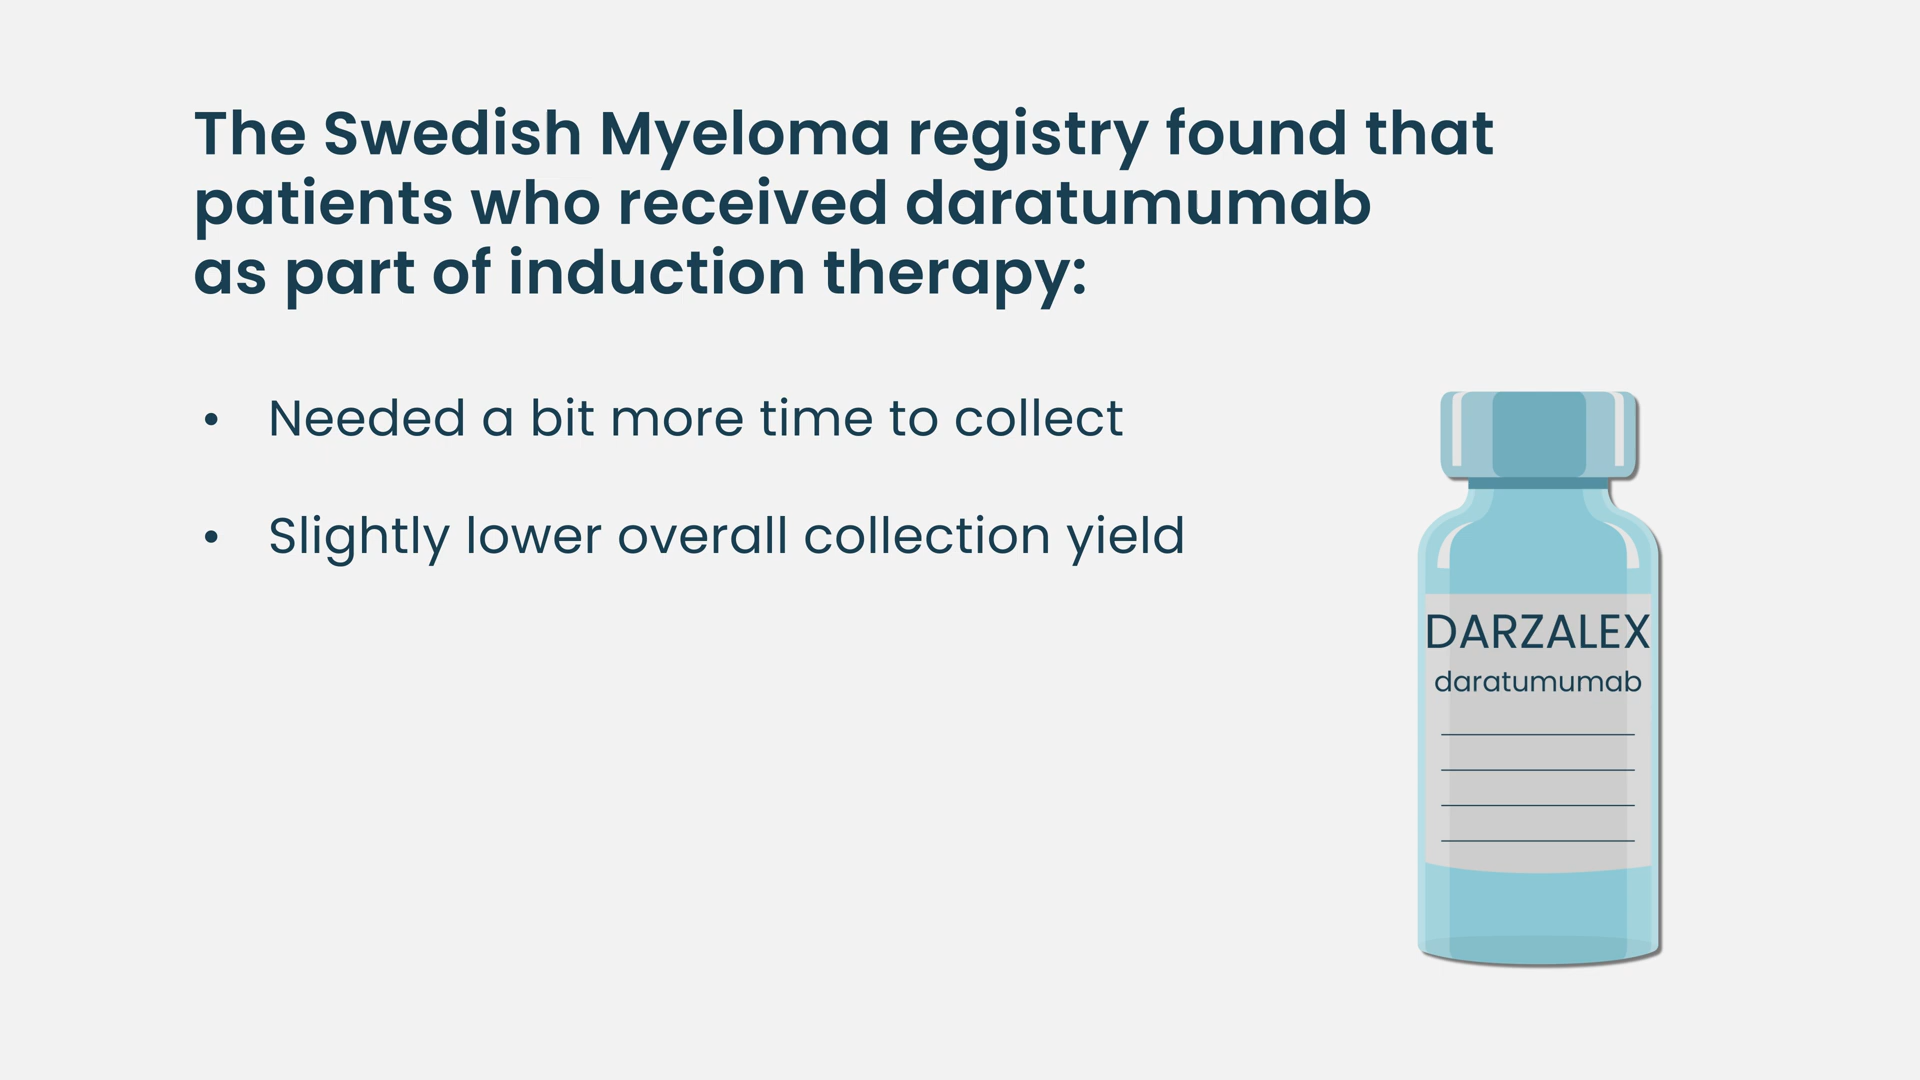 The Swedish Myeloma registry found that
patients who received daratumumab
as part of induction therapy:
• Needed a bit more time to collect
• Slightly lower overall collection yield
DARZALEX
daratumumab